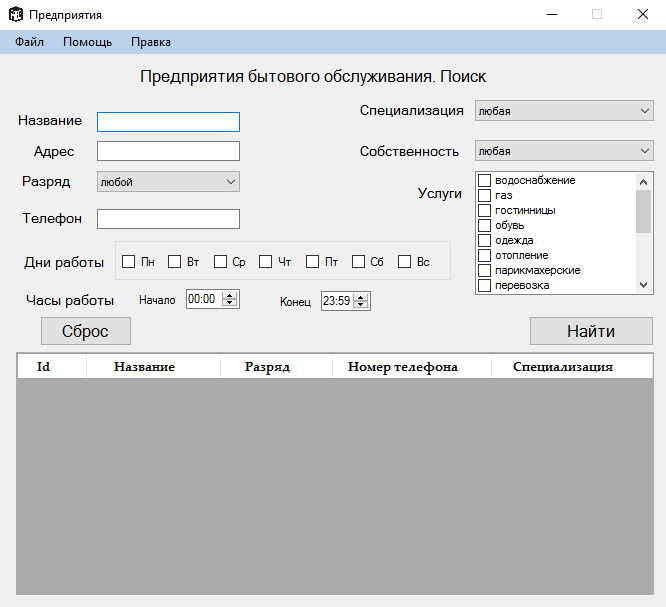 Предприятия
Файл Помощь Правка
Предприятия бытового обслуживания. Поиск
Название
Специализация любая
Адрес
Собственность любая
Разряд любой
Услуги
водоснабжение
газ
гостинницы
обувь
одежда
отопление
парикмахерские
перевозка
Телефон
Дни работы Пн Вт Ср Чт Пт Сб Вс
Часы работы Начало 00:00 Конец 23:59
Сброс Найти
Id Название Разряд Номер телефона Специализация